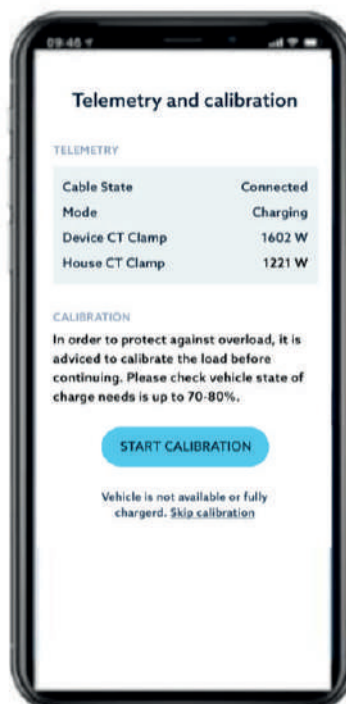 09:46
Telemetry and calibration
TELEMETRY
Cable State Connected
Mode Charging
Device CT Clamp 1602 W
House CT Clamp 1221 W
CALIBRATION
In order to protect against overload, it is
adviced to calibrate the load before
continuing. Please check vehicle state of
charge needs is up to 70-80%.
START CALIBRATION
Vehicle is not available or fully
chargerd. Skip calibration